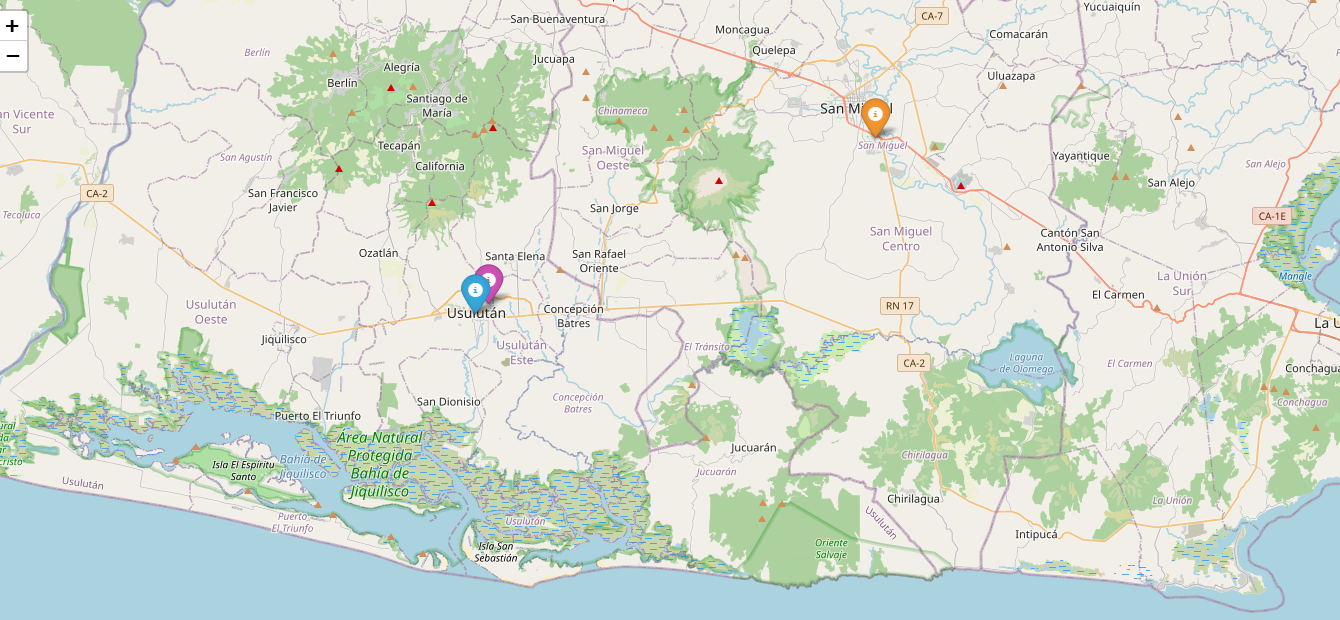 +
−
San Buenaventura
CA-7
Yucuaiquín
Moncagua
Comacarán
Quelepa
Berlín
Jucuapa
Alegría
Uluazapa
Berlín
Santiago de
María
Chinameca
San Vicente
Sur
San Miguel
Tecapán
San Miguel
San Miguel
Oeste
Yayantique
San Agustín
California
San Alejo
CA-2
San Francisco
Javier
San Alejo
Tecoluca
San Jorge
CA-1E
San Miguel
Centro
Cantón San
Antonio Silva
Ozatlán
Santa Elena
San Rafael
Oriente
La Unión
Sur
Mangle
Usulután
Oeste
El Carmen
Usulután
Concepción
Batres
RN 17
La U
Jiquilisco
Usulután
Este
El Tránsito
Laguna
de Olomega
CA-2
El Carmen
Conchagua
Concepción
Batres
San Dionisio
Conchagua
Puerto El Triunfo
Área Natural
Protegida
Bahía de
Jiquilisco
Jucuarán
Chirilagua
Isla El Espíritu
Santo
Bahía de
Jiquilisco
Jucuarán
Usulután
Chirilagua
La Unión
Puerto
El Triunfo
Usulután
Usulután
Intipucá
Isla San
Sebastián
Oriente
Salvaje